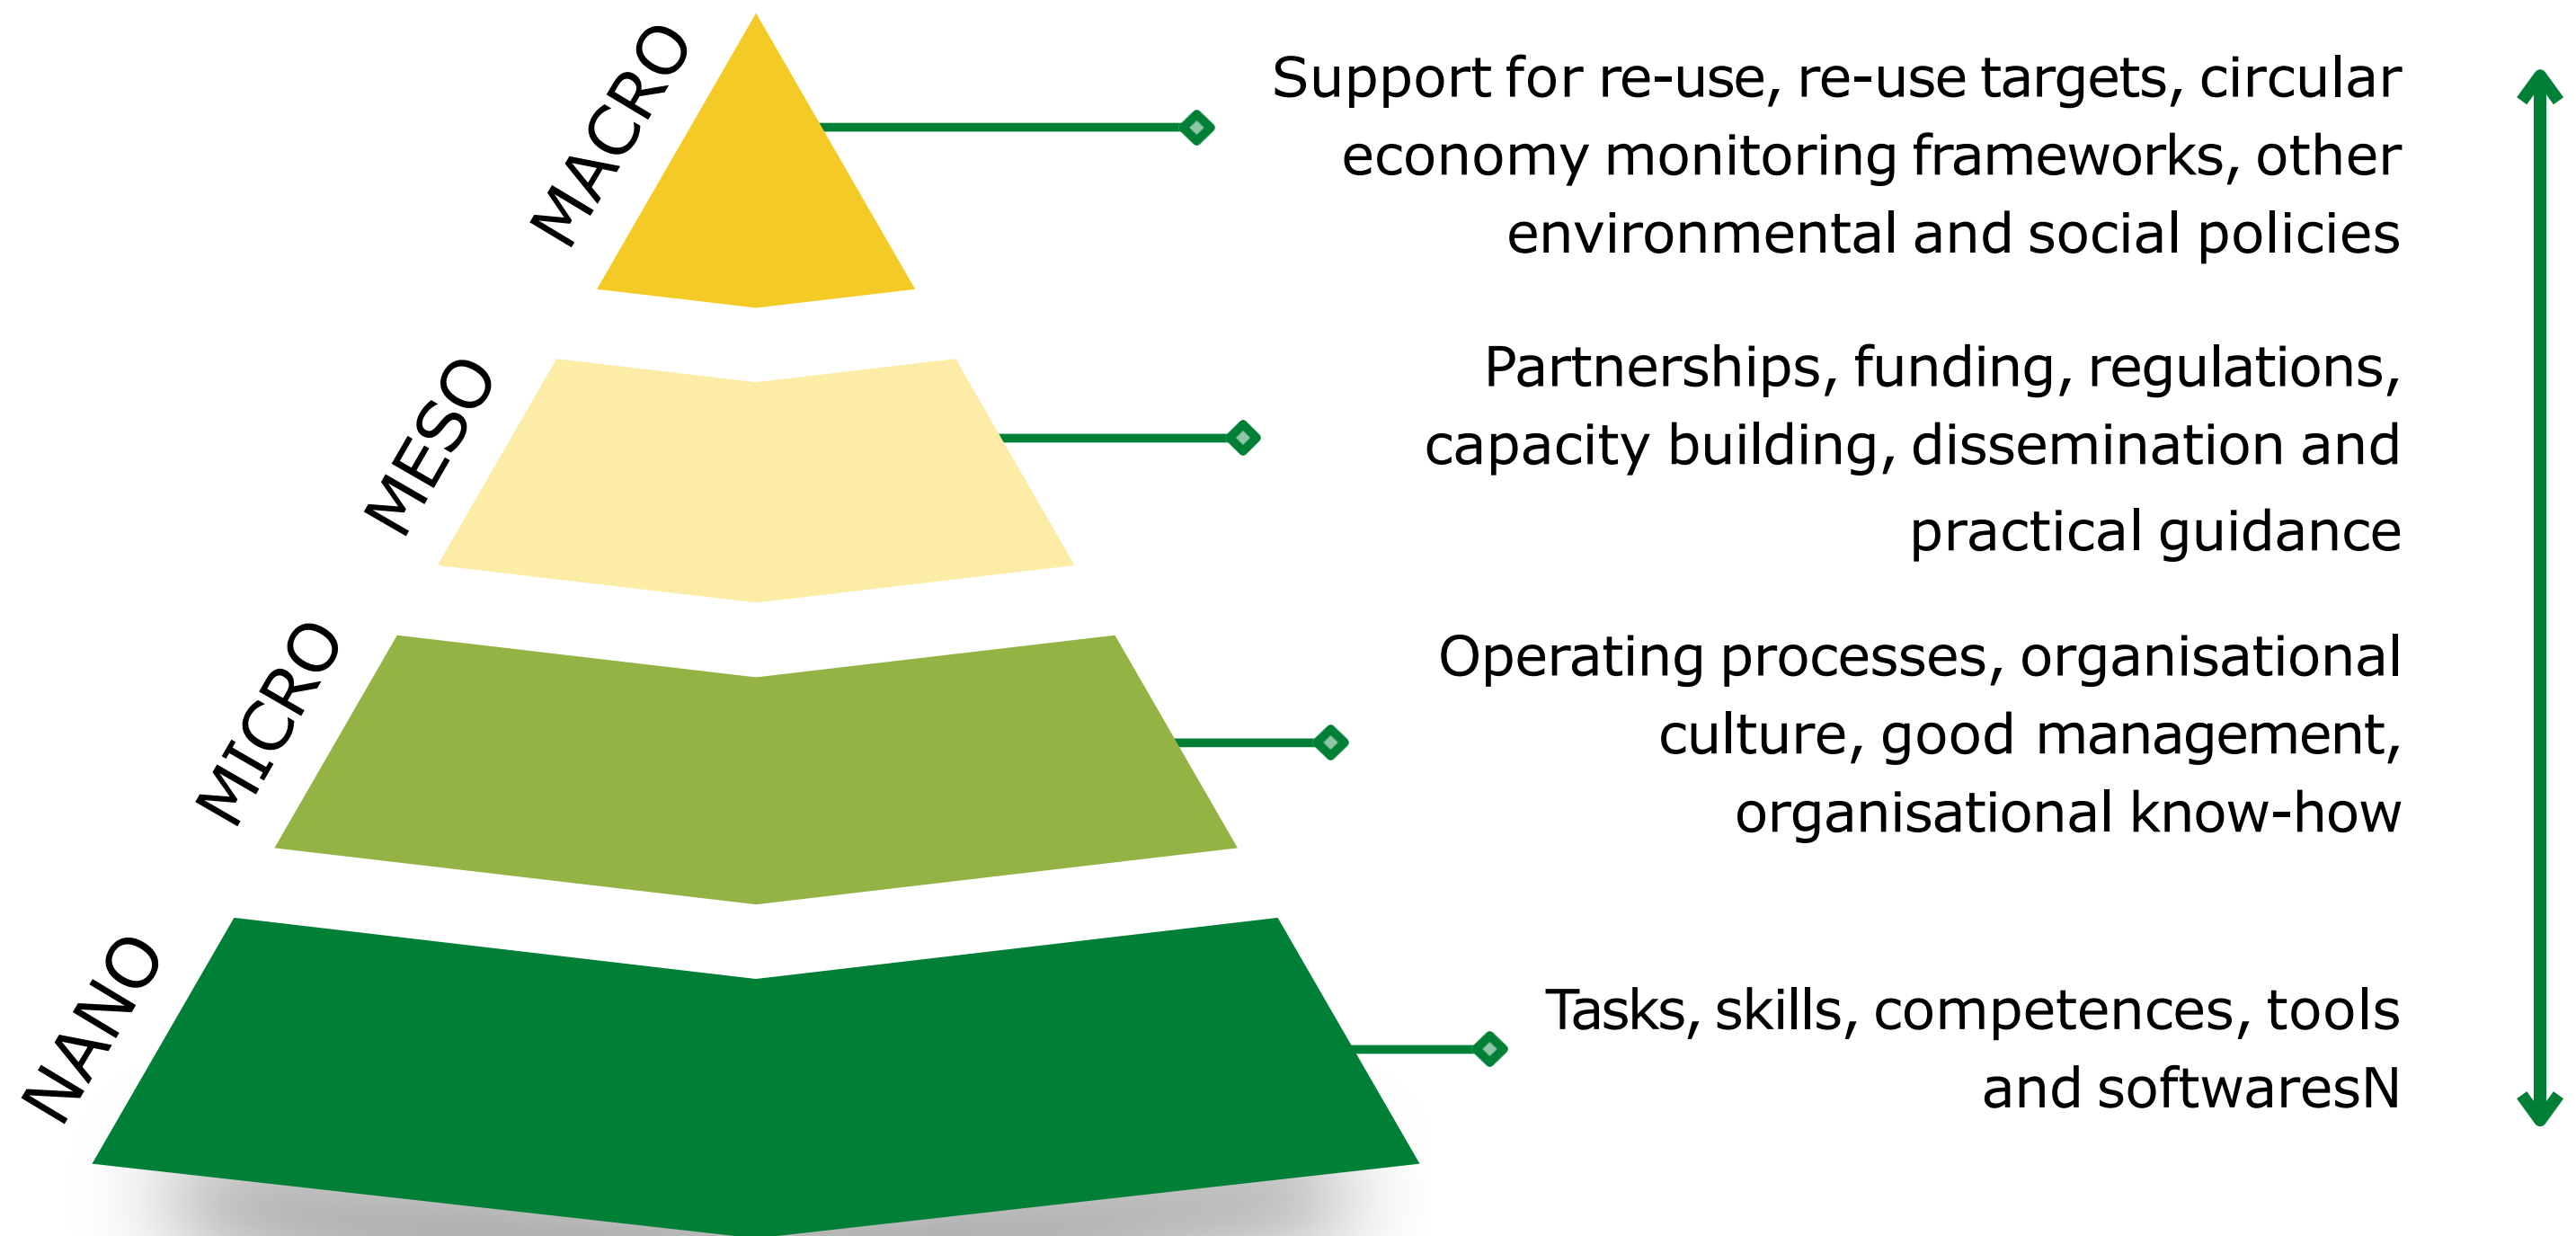 MACRO
Support for re-use, re-use targets, circular
economy monitoring frameworks, other
environmental and social policies
MESO
Partnerships, funding, regulations,
capacity building, dissemination and
practical guidance
MICRO
Operating processes, organisational
culture, good management,
organisational know-how
NANO
Tasks, skills, competences, tools
and softwaresN